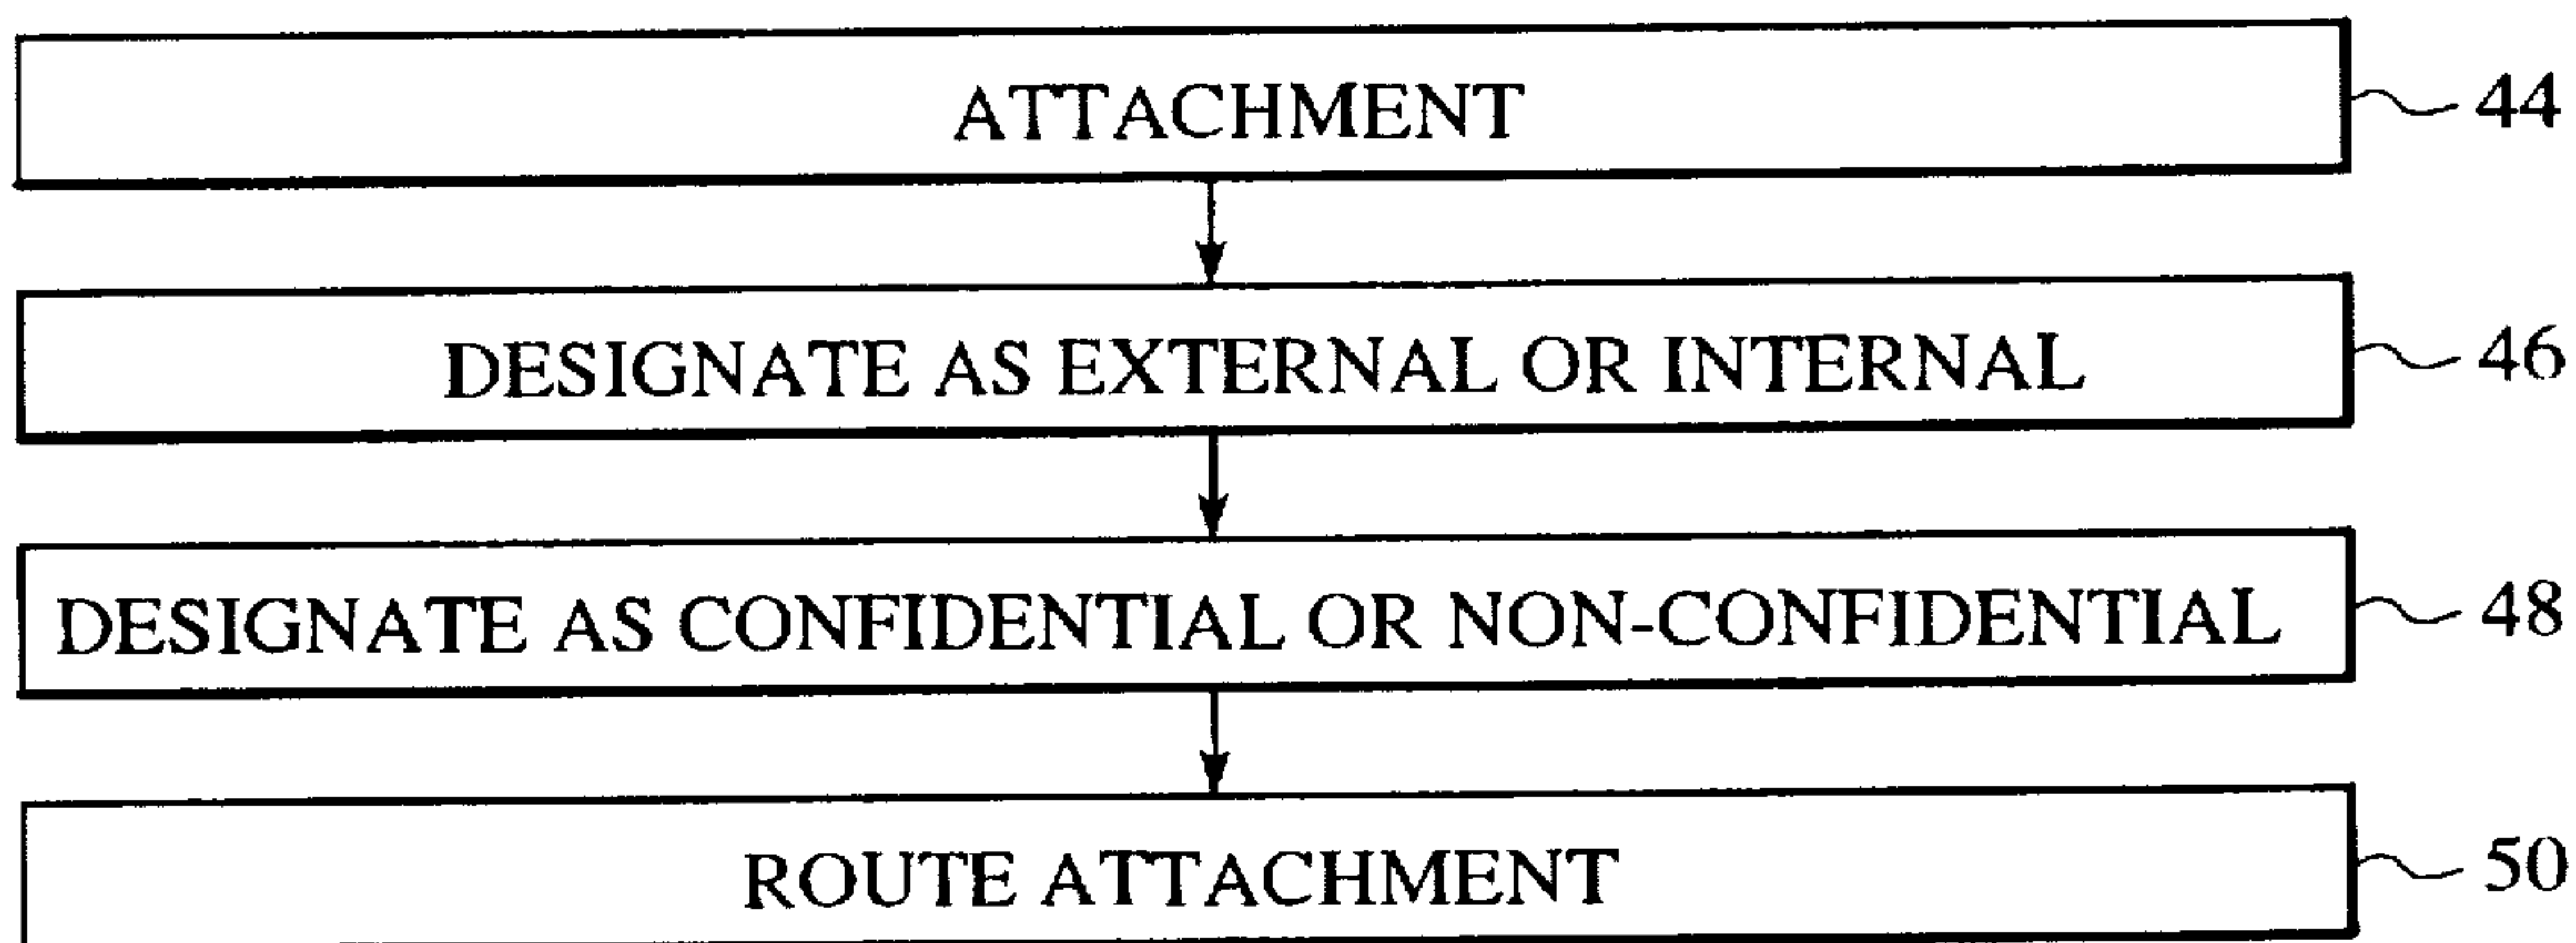 ATTACHMENT 44
DESIGNATE AS EXTERNAL OR INTERNAL 46
DESIGNATE AS CONFIDENTIAL OR NON-CONFIDENTIAL 48
ROUTE ATTACHMENT 50